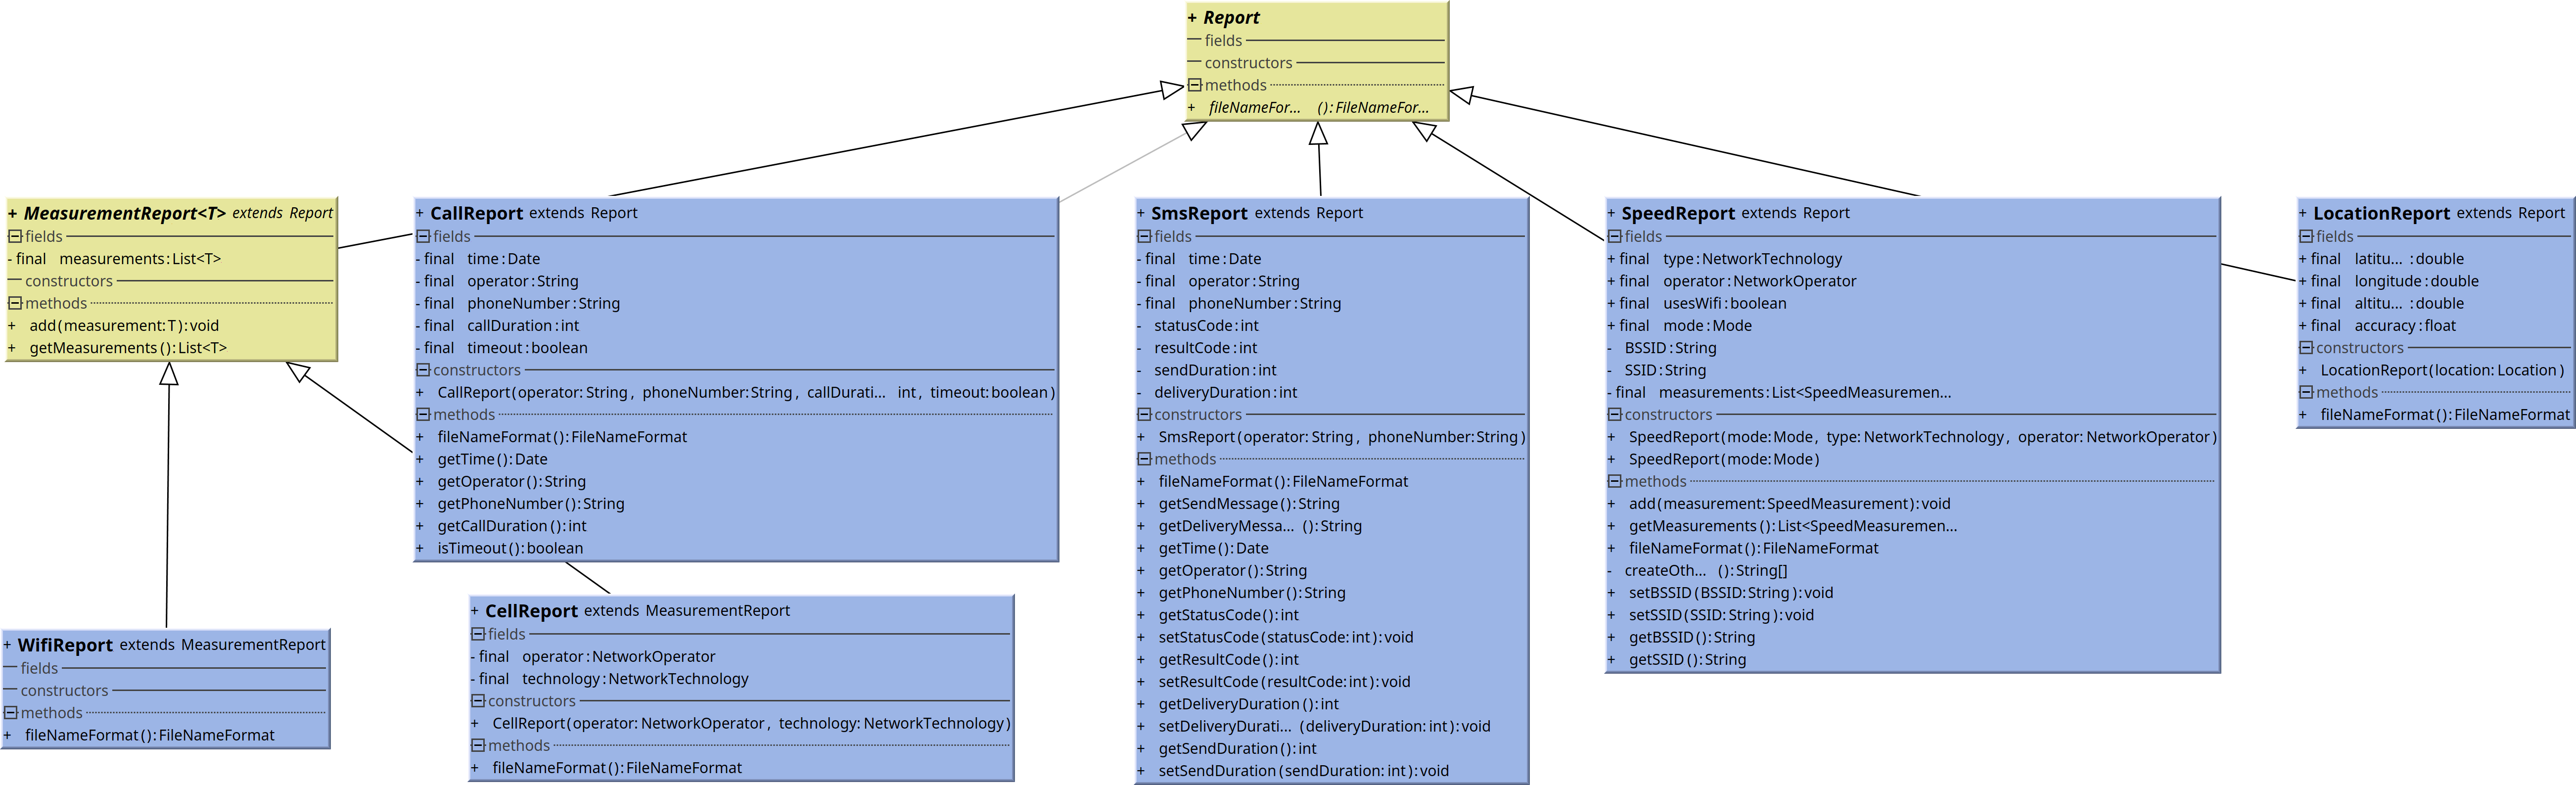 + Report
fields
constructors
methods
+ fileNameFor... ():FileNameFor...
+ MeasurementReport<T> extends Report
fields
- final measurements:List<T>
constructors
methods
+ add(measurement:T):void
+ getMeasurements():List<T>
+ CallReport extends Report
fields
- final time:Date
- final operator:String
- final phoneNumber:String
- final callDuration:int
- final timeout:boolean
constructors
+ CallReport(operator:String, phoneNumber:String, callDurati... int, timeout:boolean)
methods
+ fileNameFormat():FileNameFormat
+ getTime():Date
+ getOperator():String
+ getPhoneNumber():String
+ getCallDuration():int
+ isTimeout():boolean
+ SmsReport extends Report
fields
- final time:Date
- final operator:String
- final phoneNumber:String
- statusCode:int
- resultCode:int
- sendDuration:int
- deliveryDuration:int
constructors
+ SmsReport(operator:String, phoneNumber:String)
methods
+ fileNameFormat():FileNameFormat
+ getSendMessage():String
+ getDeliveryMessa... ():String
+ getTime():Date
+ getOperator():String
+ getPhoneNumber():String
+ getStatusCode():int
+ setStatusCode(statusCode:int):void
+ getResultCode():int
+ setResultCode(resultCode:int):void
+ getDeliveryDuration():int
+ setDeliveryDurati... (deliveryDuration:int):void
+ getSendDuration():int
+ setSendDuration(sendDuration:int):void
+ SpeedReport extends Report
fields
+ final type:NetworkTechnology
+ final operator:NetworkOperator
+ final usesWifi:boolean
+ final mode:Mode
- BSSID:String
- SSID:String
- final measurements:List<SpeedMeasuremen...
constructors
+ SpeedReport(mode:Mode, type:NetworkTechnology, operator:NetworkOperator)
+ SpeedReport(mode:Mode)
methods
+ add(measurement:SpeedMeasurement):void
+ getMeasurements():List<SpeedMeasuremen...
+ fileNameFormat():FileNameFormat
- createOth... ():String[]
+ setBSSID(BSSID:String):void
+ setSSID(SSID:String):void
+ getBSSID():String
+ getSSID():String
+ LocationReport extends Report
fields
+ final latitu... :double
+ final longitude:double
+ final altitu... :double
+ final accuracy:float
constructors
+ LocationReport(location:Location)
methods
+ fileNameFormat():FileNameFormat
+ WifiReport extends MeasurementReport
fields
constructors
methods
+ fileNameFormat():FileNameFormat
+ CellReport extends MeasurementReport
fields
- final operator:NetworkOperator
- final technology:NetworkTechnology
constructors
+ CellReport(operator:NetworkOperator, technology:NetworkTechnology)
methods
+ fileNameFormat():FileNameFormat